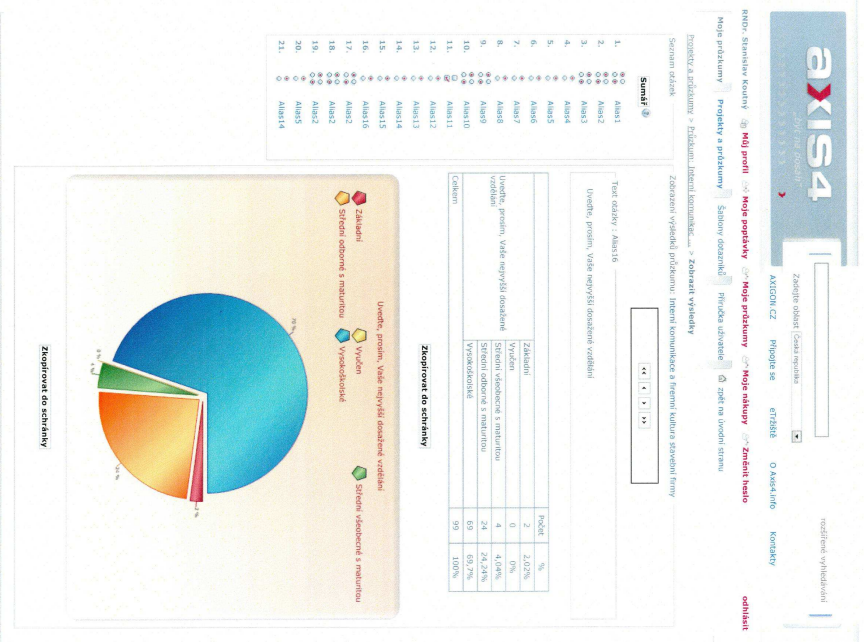 axis4
rozšířené vyhledávání
Zadejte oblast Česká republika
AXIGON.CZ Připojte se eTržiště O Axis4.info Kontakty
RNDr. Stanislav Koutný Můj profil Moje poptávky Moje průzkumy Moje nákupy Změnit heslo odhlásit
Moje průzkumy Projekty a průzkumy Šablony dotazníků Příručka uživatele zpět na úvodní stranu
Projekty a průzkumy > Průzkum: Interní komunikac ... > Zobrazit výsledky
Seznam otázek
Sumář
1. Alias1
2. Alias2
3. Alias3
4. Alias4
5. Alias5
6. Alias6
7. Alias7
8. Alias8
9. Alias9
10. Alias10
11. Alias11
12. Alias12
13. Alias13
14. Alias14
15. Alias15
16. Alias16
17. Alias2
18. Alias2
19. Alias2
20. Alias5
21. Alias14
Zobrazení výsledků průzkumu: Interní komunikace a firemní kultura stavební firmy
<< < > >>
Text otázky : Alias16
Uveďte, prosím, Vaše nejvyšší dosažené vzdělání
Počet %
Uveďte, prosím, Vaše nejvyšší dosažené vzdělání
Základní 2 2,02%
Vyučen 0 0%
Střední všeobecné s maturitou 4 4,04%
Střední odborné s maturitou 24 24,24%
Vysokoškolské 69 69,7%
Celkem 99 100%
Zkopírovat do schránky
Uveďte, prosím, Vaše nejvyšší dosažené vzdělání
Základní Vyučen Střední všeobecné s maturitou
Střední odborné s maturitou Vysokoškolské
70 %
2 %
24 %
4 %
0 %
Zkopírovat do schránky